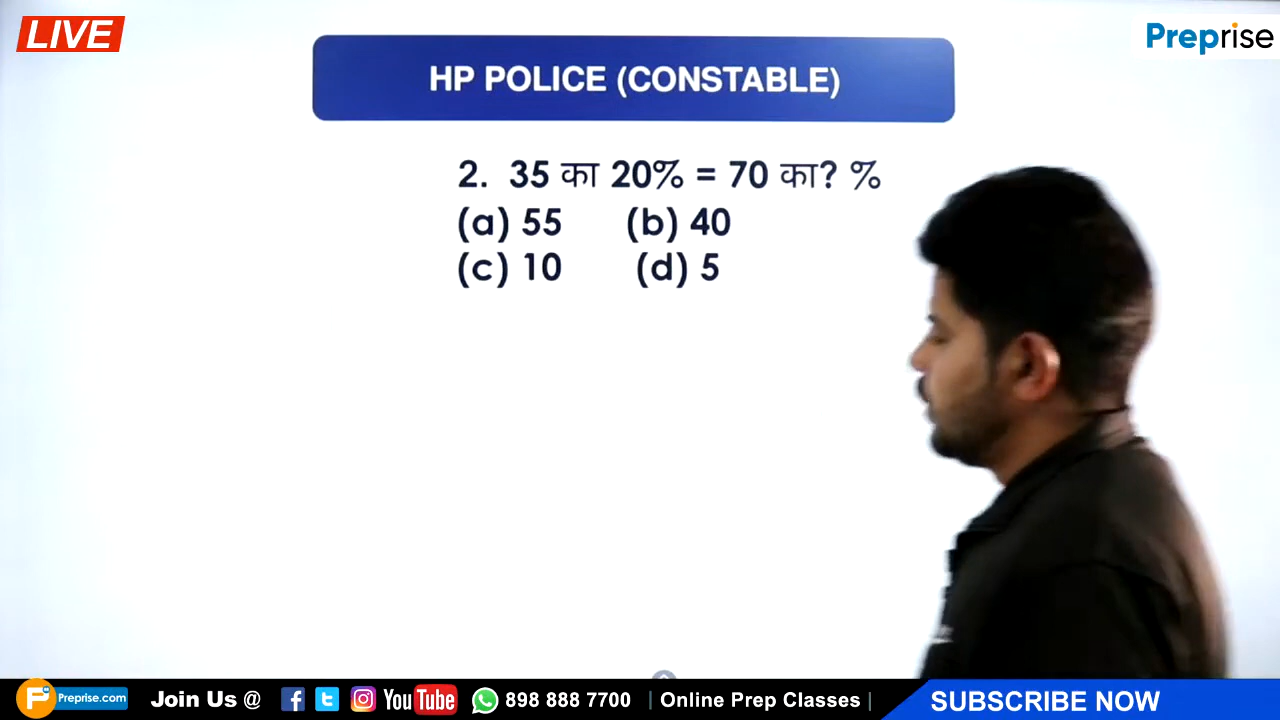 LIVE
Preprise
HP POLICE (CONSTABLE)
2. 35 का 20% = 70 का? %
(a) 55 (b) 40
(c) 10 (d) 5
Preprise.com Join Us @ YouTube 898 888 7700 | Online Prep Classes | SUBSCRIBE NOW